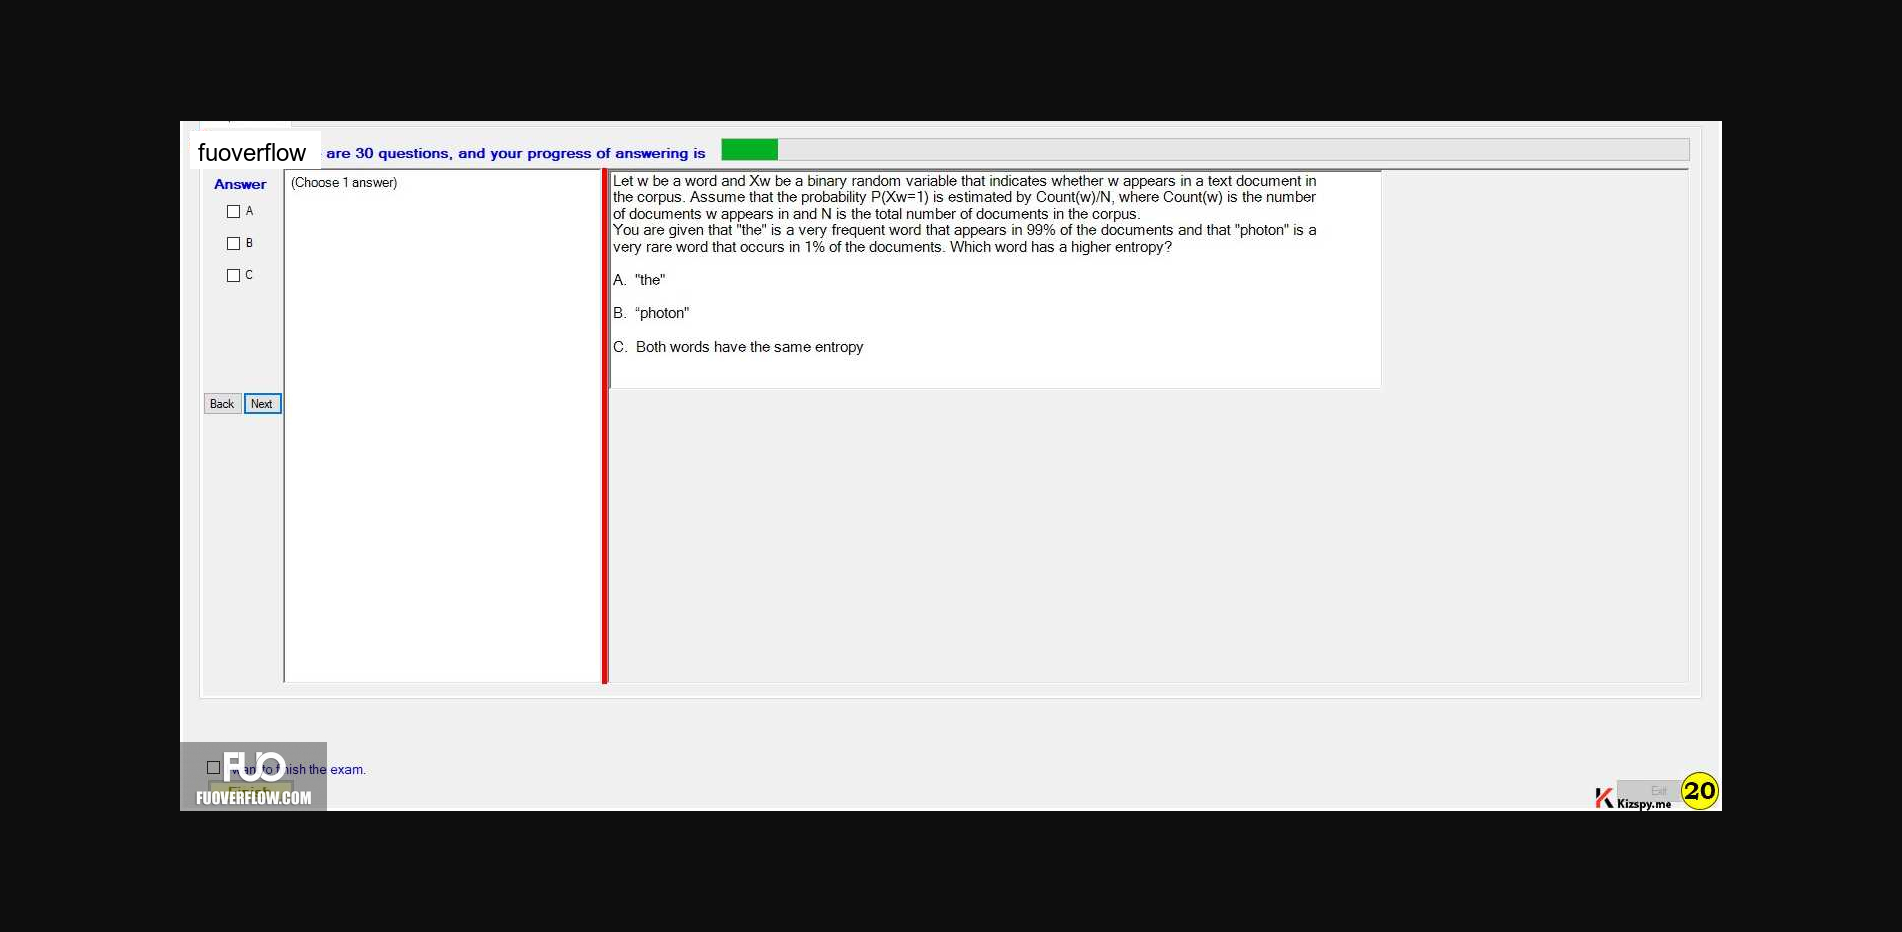 fuoverflow are 30 questions, and your progress of answering is
Answer
(Choose 1 answer)
A
B
C
Back Next
Let w be a word and Xw be a binary random variable that indicates whether w appears in a text document in
the corpus. Assume that the probability P(Xw=1) is estimated by Count(w)/N, where Count(w) is the number
of documents w appears in and N is the total number of documents in the corpus.
You are given that "the" is a very frequent word that appears in 99% of the documents and that "photon" is a
very rare word that occurs in 1% of the documents. Which word has a higher entropy?
A. "the"
B. “photon"
C. Both words have the same entropy
FUO
want to finish the exam.
Finish
FUOVERFLOW.COM
Exit
Kizspy.me
20